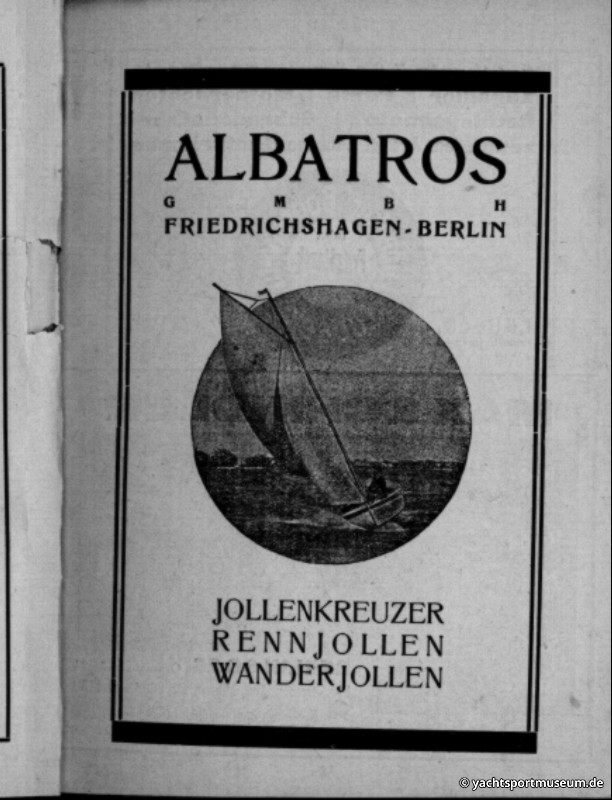 ALBATROS
G M B H
FRIEDRICHSHAGEN-BERLIN
JOLLENKREUZER
RENNJOLLEN
WANDERJOLLEN
© yachtsportmuseum.de